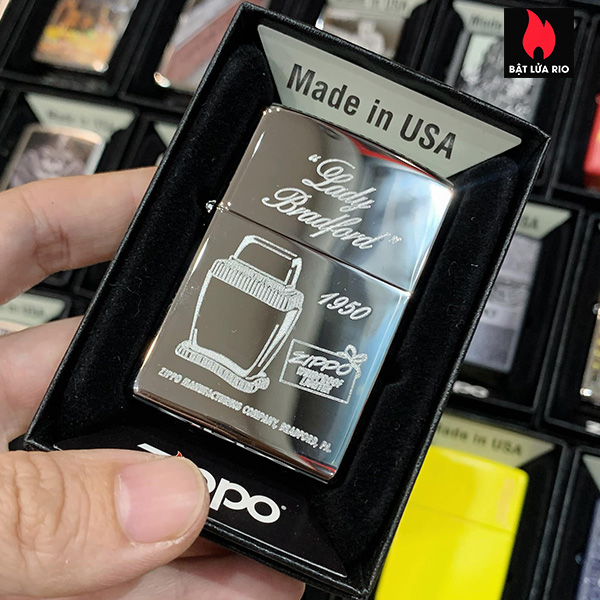 BẬT LỬA RIO
Made in USA
"Lady
Bradford"
1950
ZIPPO
WINDPROOF
LIGHTER
ZIPPO MANUFACTURING COMPANY, BRADFORD, PA.
Zippo
Made in USA